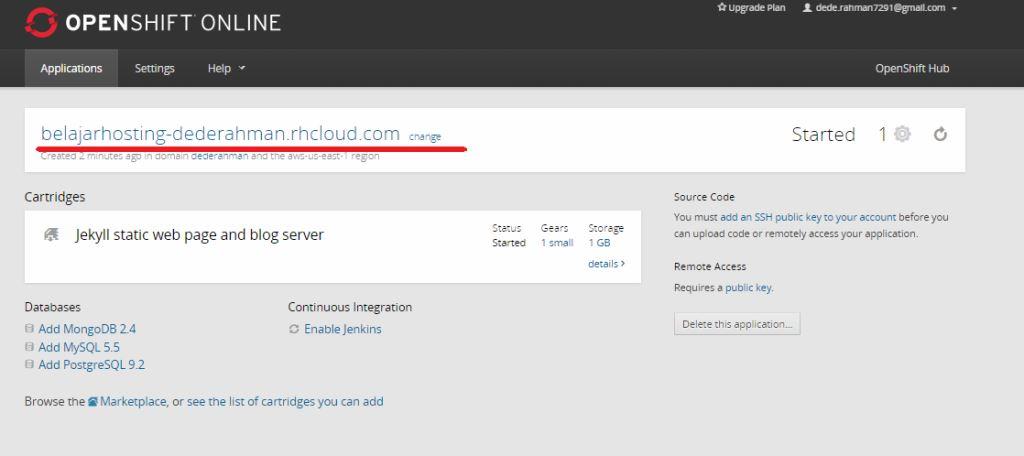 OPENSHIFT ONLINE
Upgrade Plan
dede.rahman7291@gmail.com
Applications
Settings
Help
OpenShift Hub
belajarhosting-dederahman.rhcloud.com change
Started 1
Created 2 minutes ago in domain dederahman and the aws-us-east-1 region
Cartridges
Jekyll static web page and blog server
Status Gears Storage
Started 1 small 1 GB
details ›
Databases
Add MongoDB 2.4
Add MySQL 5.5
Add PostgreSQL 9.2
Continuous Integration
Enable Jenkins
Browse the Marketplace, or see the list of cartridges you can add
Source Code
You must add an SSH public key to your account before you
can upload code or remotely access your application.
Remote Access
Requires a public key.
Delete this application...